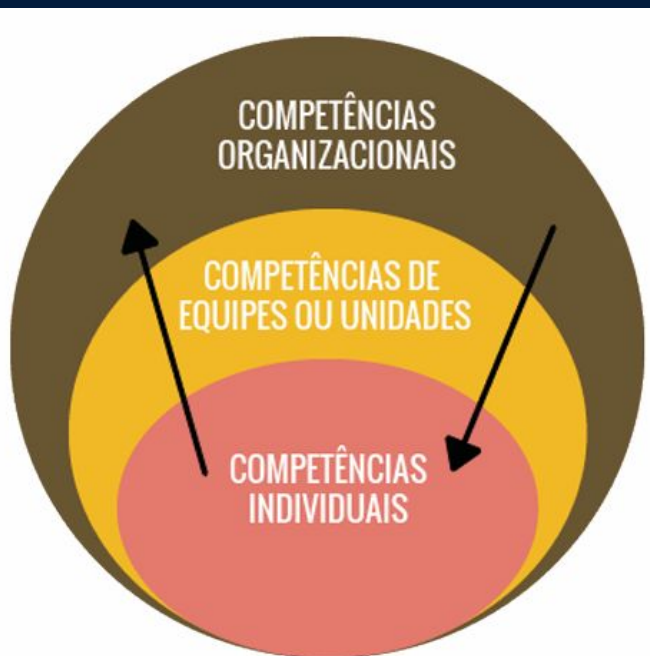 COMPETÊNCIAS
ORGANIZACIONAIS
COMPETÊNCIAS DE
EQUIPES OU UNIDADES
COMPETÊNCIAS
INDIVIDUAIS